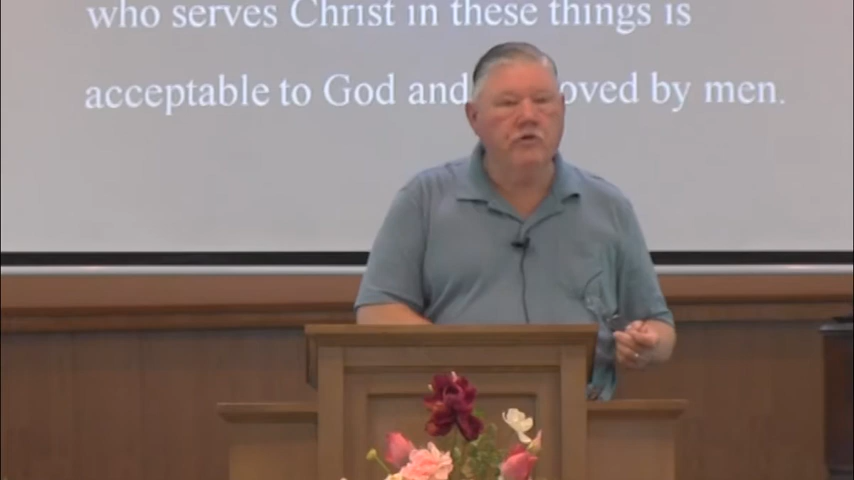 who serves Christ in these things is
acceptable to God and oved by men.